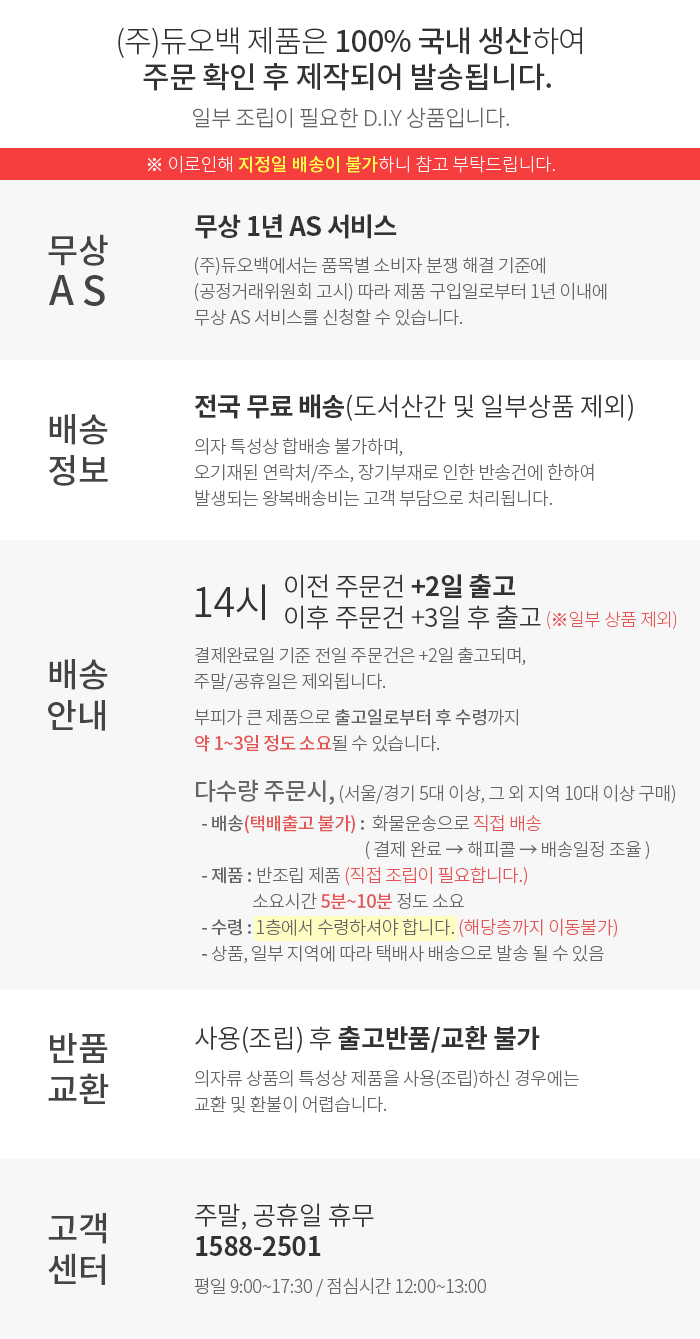 (주)듀오백 제품은 100% 국내 생산하여
주문 확인 후 제작되어 발송됩니다.
일부 조립이 필요한 D.I.Y 상품입니다.
※ 이로인해 지정일 배송이 불가하니 참고 부탁드립니다.
무상
A S
무상 1년 AS 서비스
(주)듀오백에서는 품목별 소비자 분쟁 해결 기준에
(공정거래위원회 고시) 따라 제품 구입일로부터 1년 이내에
무상 AS 서비스를 신청할 수 있습니다.
배송
정보
전국 무료 배송(도서산간 및 일부상품 제외)
의자 특성상 합배송 불가하며,
오기재된 연락처/주소, 장기부재로 인한 반송건에 한하여
발생되는 왕복배송비는 고객 부담으로 처리됩니다.
배송
안내
14시
이전 주문건 +2일 출고
이후 주문건 +3일 후 출고 (※일부 상품 제외)
결제완료일 기준 전일 주문건은 +2일 출고되며,
주말/공휴일은 제외됩니다.
부피가 큰 제품으로 출고일로부터 후 수령까지
약 1~3일 정도 소요될 수 있습니다.
다수량 주문시, (서울/경기 5대 이상, 그 외 지역 10대 이상 구매)
- 배송(택배출고 불가) : 화물운송으로 직접 배송
( 결제 완료 → 해피콜 → 배송일정 조율 )
- 제품 : 반조립 제품 (직접 조립이 필요합니다.)
소요시간 5분~10분 정도 소요
- 수령 : 1층에서 수령하셔야 합니다. (해당층까지 이동불가)
- 상품, 일부 지역에 따라 택배사 배송으로 발송 될 수 있음
반품
교환
사용(조립) 후 출고반품/교환 불가
의자류 상품의 특성상 제품을 사용(조립)하신 경우에는
교환 및 환불이 어렵습니다.
고객
센터
주말, 공휴일 휴무
1588-2501
평일 9:00~17:30 / 점심시간 12:00~13:00